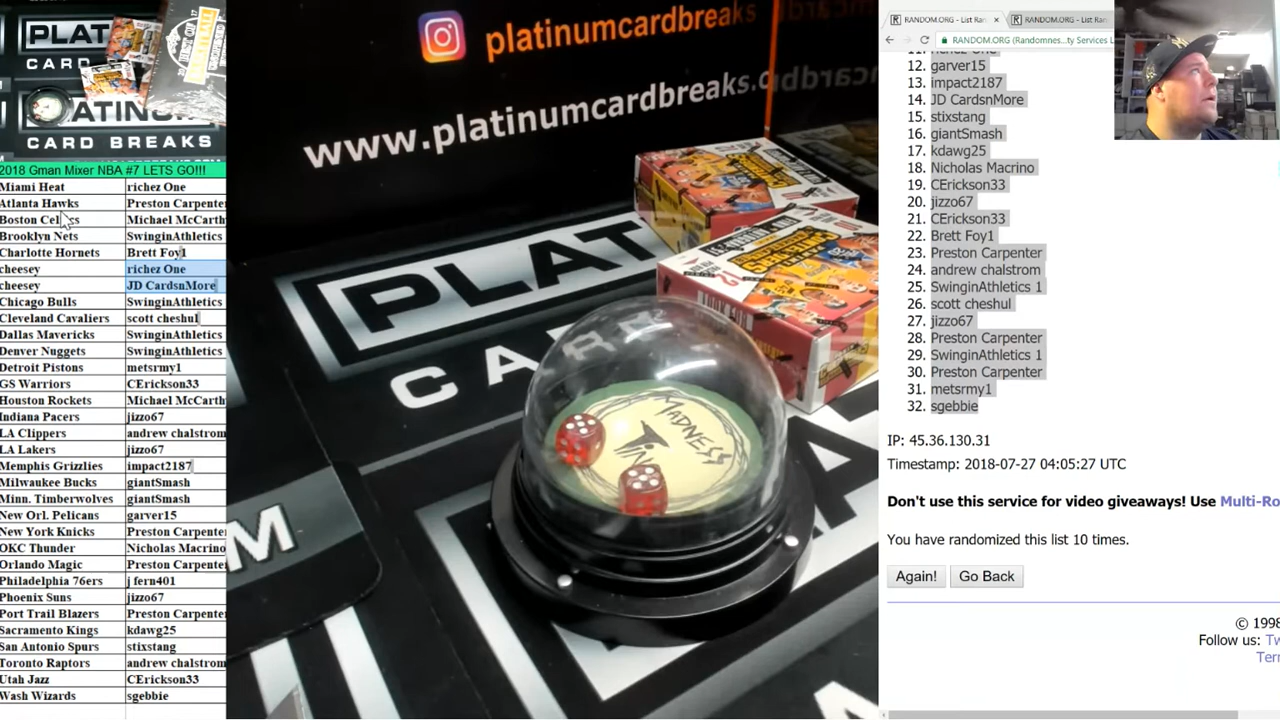 PLAT
CARD
ATINUM
CARD BREAKS
2018 Gman Mixer NBA #7 LETS GO!!!
Miami Heat richez One
Atlanta Hawks Preston Carpenter
Boston Celtics Michael McCarth
Brooklyn Nets SwinginAthletics
Charlotte Hornets Brett Foy1
cheesey richez One
cheesey JD CardsnMore
Chicago Bulls SwinginAthletics
Cleveland Cavaliers scott cheshul
Dallas Mavericks SwinginAthletics
Denver Nuggets SwinginAthletics
Detroit Pistons metsrmy1
GS Warriors CErickson33
Houston Rockets Michael McCarth
Indiana Pacers jizzo67
LA Clippers andrew chalstrom
LA Lakers jizzo67
Memphis Grizzlies impact2187
Milwaukee Bucks giantSmash
Minn. Timberwolves giantSmash
New Orl. Pelicans garver15
New York Knicks Preston Carpenter
OKC Thunder Nicholas Macrino
Orlando Magic Preston Carpenter
Philadelphia 76ers j fern401
Phoenix Suns jizzo67
Port Trail Blazers Preston Carpenter
Sacramento Kings kdawg25
San Antonio Spurs stixstang
Toronto Raptors andrew chalstrom
Utah Jazz CErickson33
Wash Wizards sgebbie
platinumcardbreaks
www.platinumcardbreaks.c
PLAT
CARD
MADNESS
M
RANDOM.ORG - List Ran
RANDOM.ORG - List Ran
RANDOM.ORG (Randomnes...ty Services L
11. richez One
12. garver15
13. impact2187
14. JD CardsnMore
15. stixstang
16. giantSmash
17. kdawg25
18. Nicholas Macrino
19. CErickson33
20. jizzo67
21. CErickson33
22. Brett Foy1
23. Preston Carpenter
24. andrew chalstrom
25. SwinginAthletics 1
26. scott cheshul
27. jizzo67
28. Preston Carpenter
29. SwinginAthletics 1
30. Preston Carpenter
31. metsrmy1
32. sgebbie
IP: 45.36.130.31
Timestamp: 2018-07-27 04:05:27 UTC
Don't use this service for video giveaways! Use Multi-Ro
You have randomized this list 10 times.
Again! Go Back
© 1998
Follow us: Tw
Terr